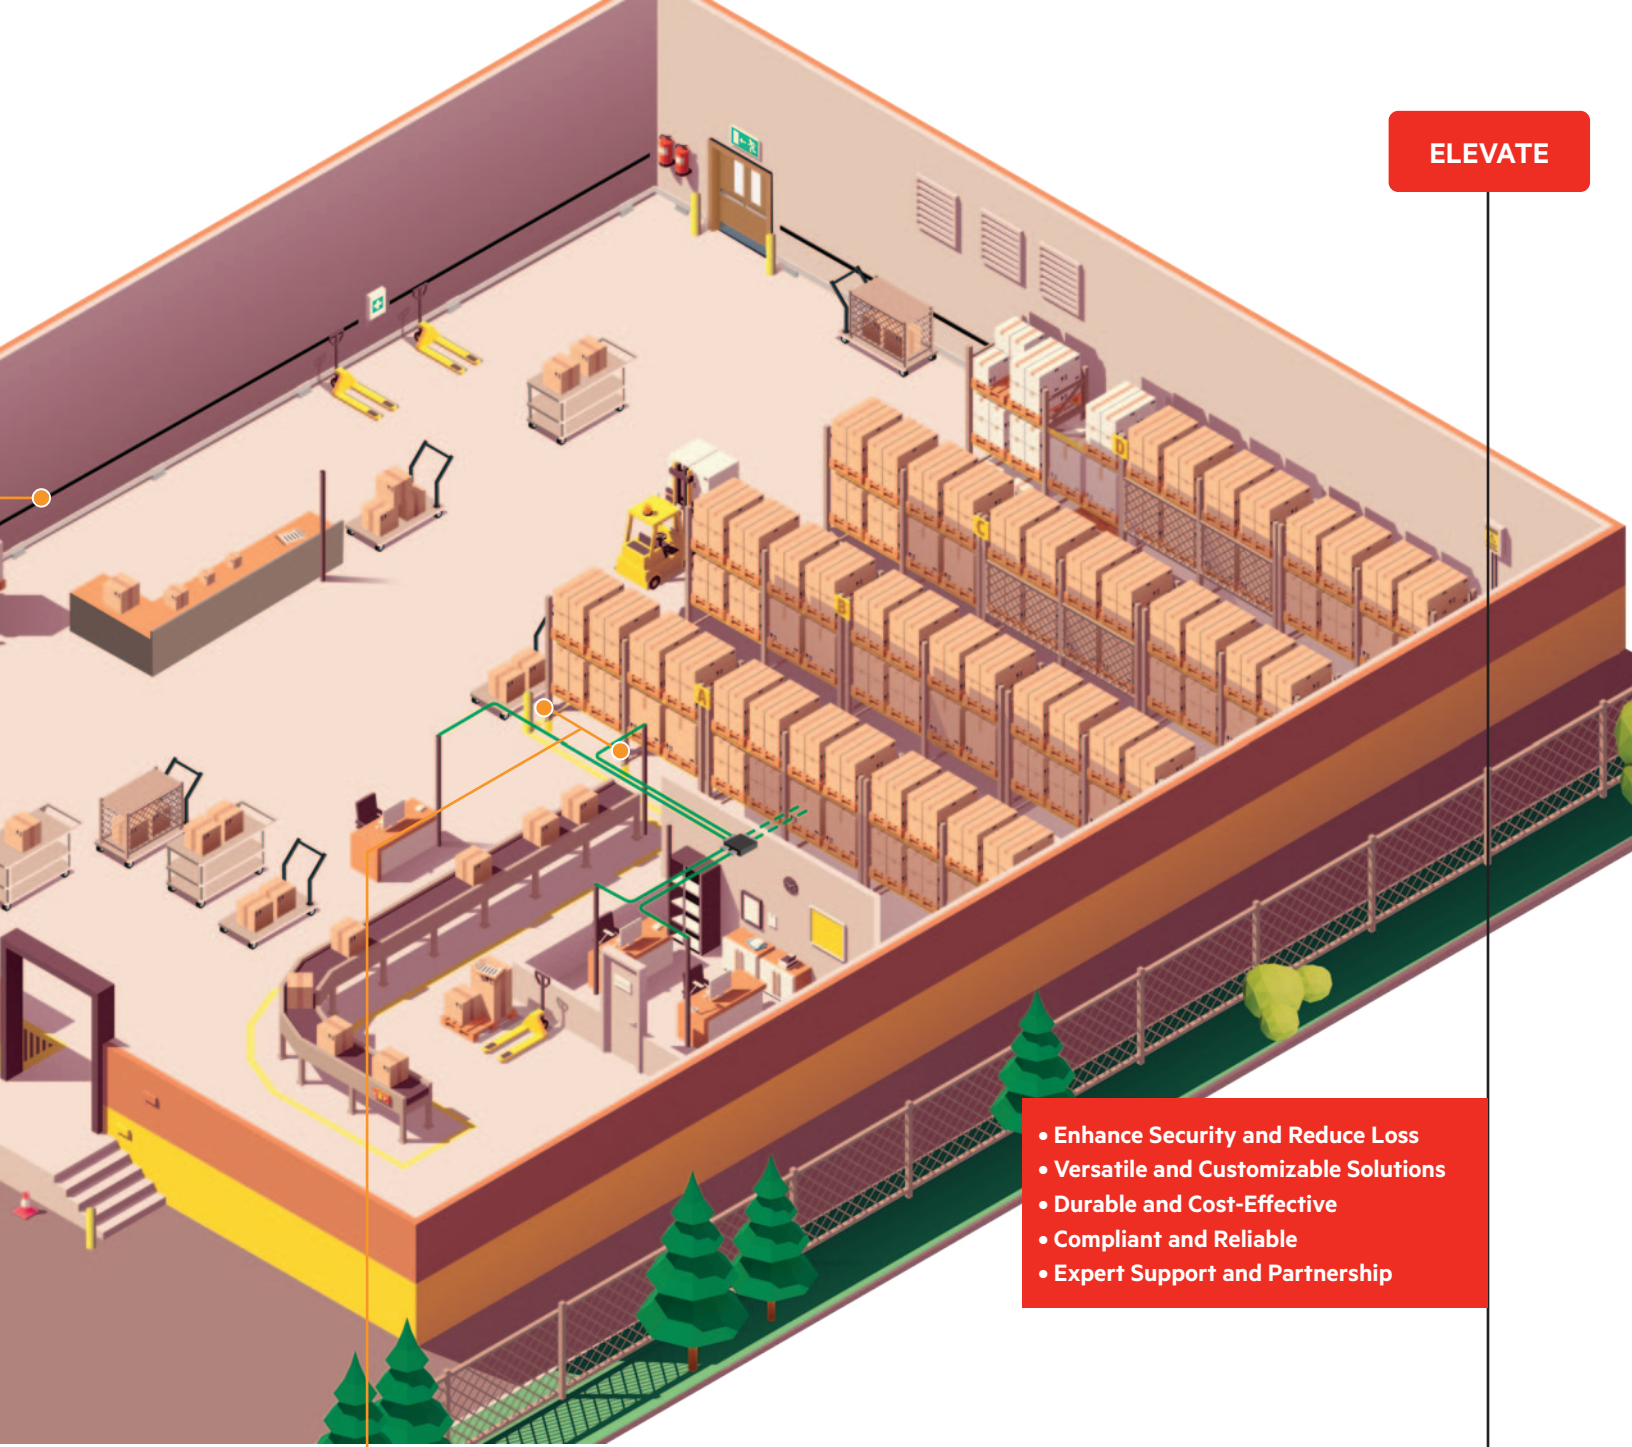 ELEVATE
D
C
B
A
• Enhance Security and Reduce Loss
• Versatile and Customizable Solutions
• Durable and Cost-Effective
• Compliant and Reliable
• Expert Support and Partnership